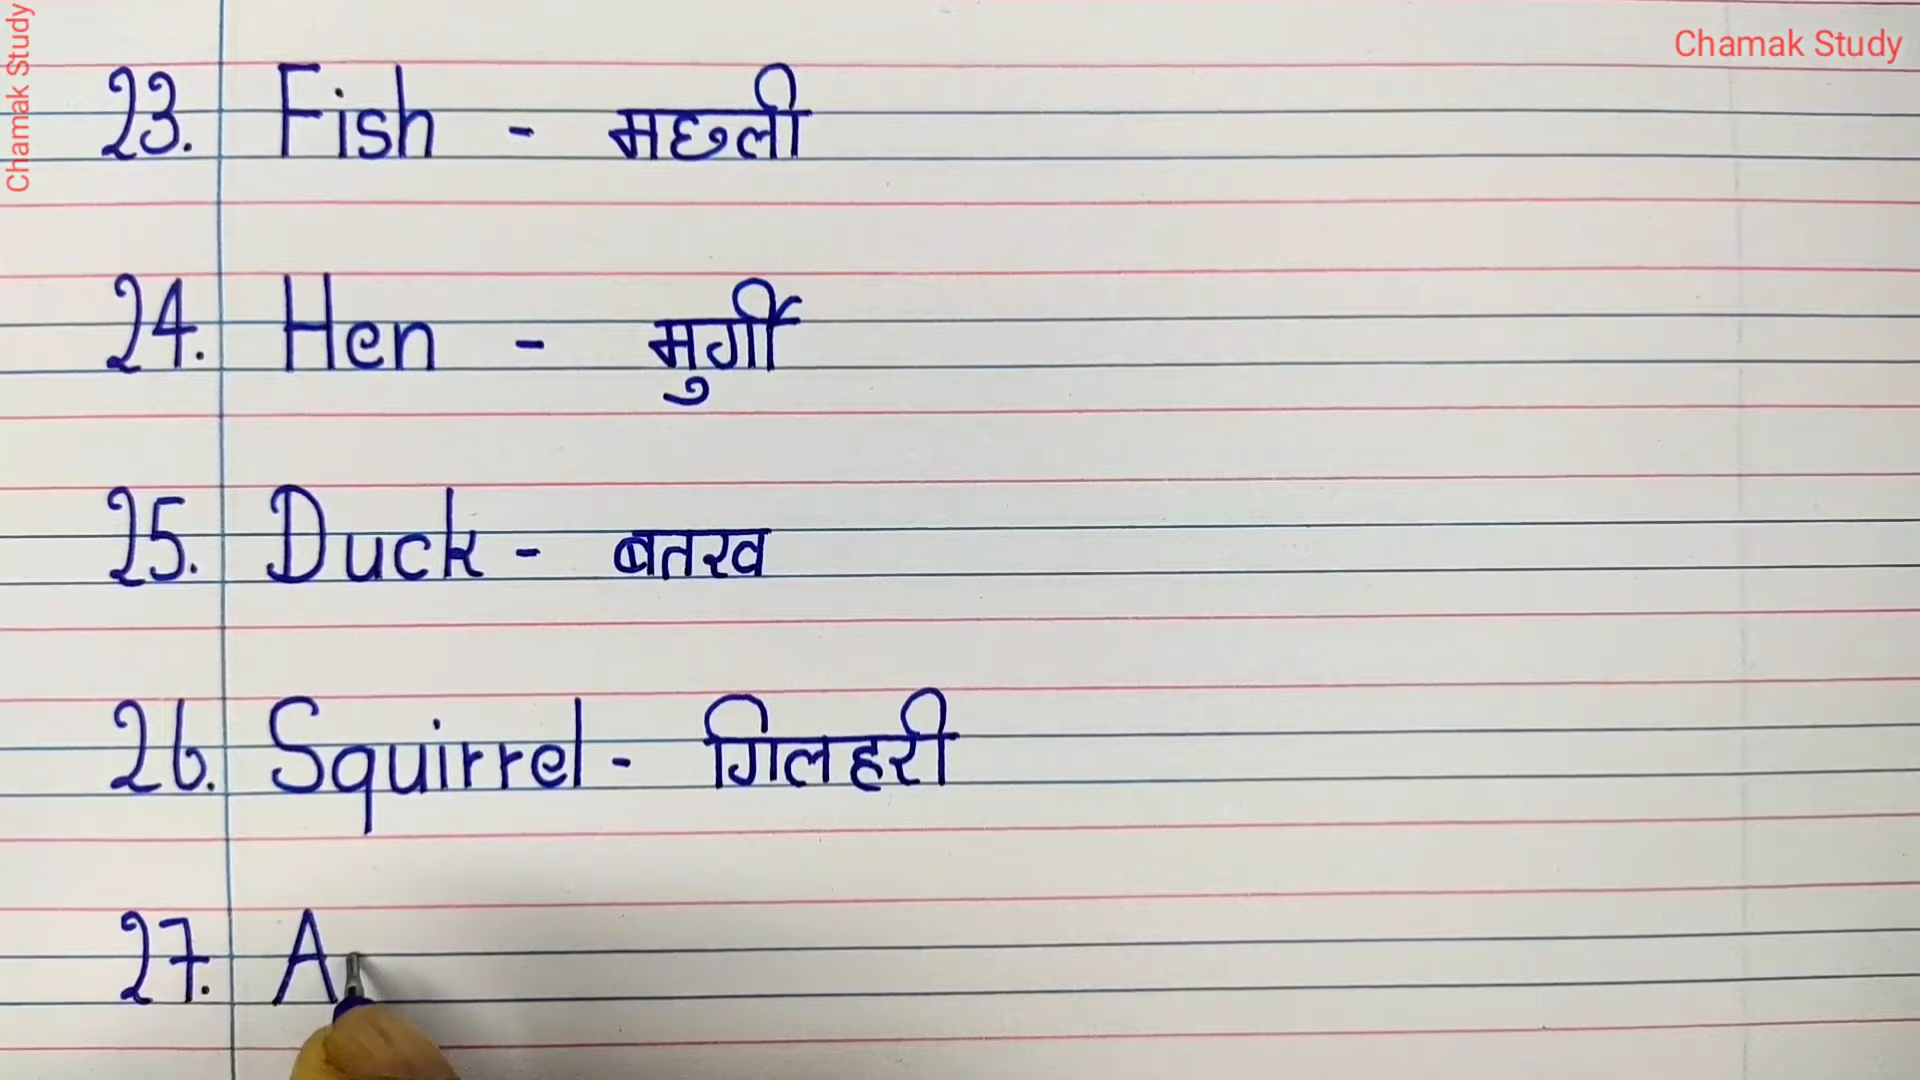 Chamak Study
Chamak Study
23. Fish - मछली
24. Hen - मुर्गी
25. Duck - बतख
26. Squirrel - गिलहरी
27. A